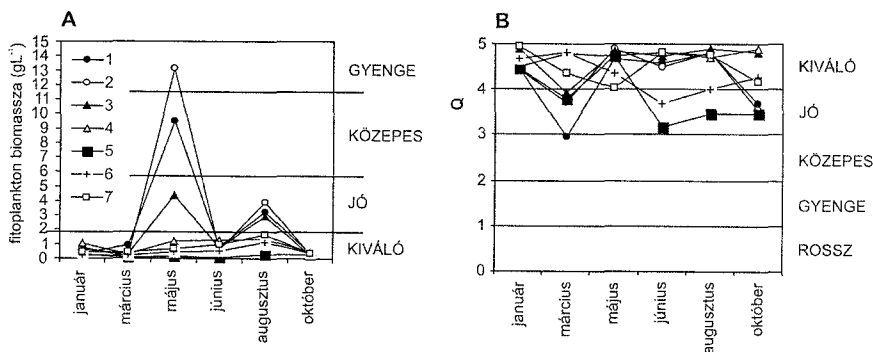 A
fitoplankton biomassza (gL⁻¹)
15
14
13
12
11
10
9
8
7
6
5
4
3
2
1
0
1
2
3
4
5
6
7
GYENGE
KÖZEPES
JÓ
KIVÁLÓ
január
március
május
június
augusztus
október
B
Q
5
4
3
2
1
0
KIVÁLÓ
JÓ
KÖZEPES
GYENGE
ROSSZ
január
március
május
június
augusztus
október